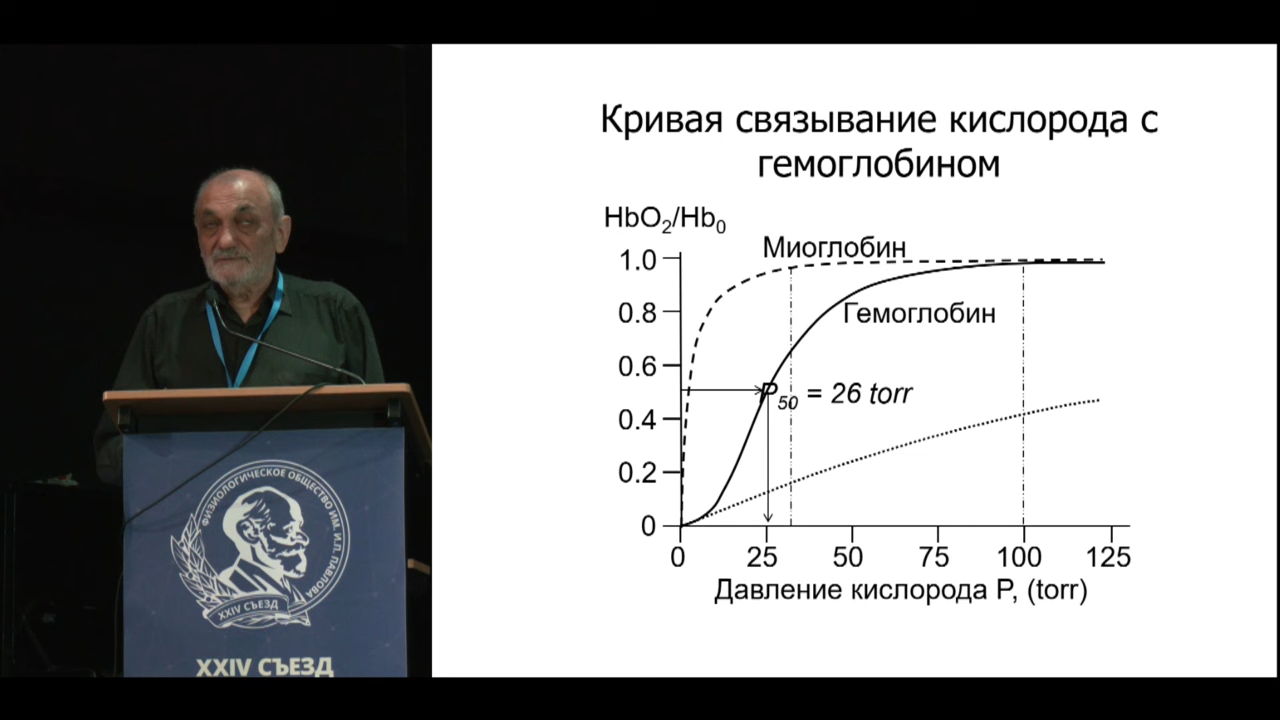 Кривая связывание кислорода с
гемоглобином
HbO₂/Hb₀
Миоглобин
1.0
0.8
0.6
0.4
0.2
0
Гемоглобин
P₅₀ = 26 torr
0 25 50 75 100 125
Давление кислорода P, (torr)
ФИЗИОЛОГИЧЕСКОЕ ОБЩЕСТВО ИМ. И.П. ПАВЛОВА
XXIV СЪЕЗД
XXIV СЪЕЗД